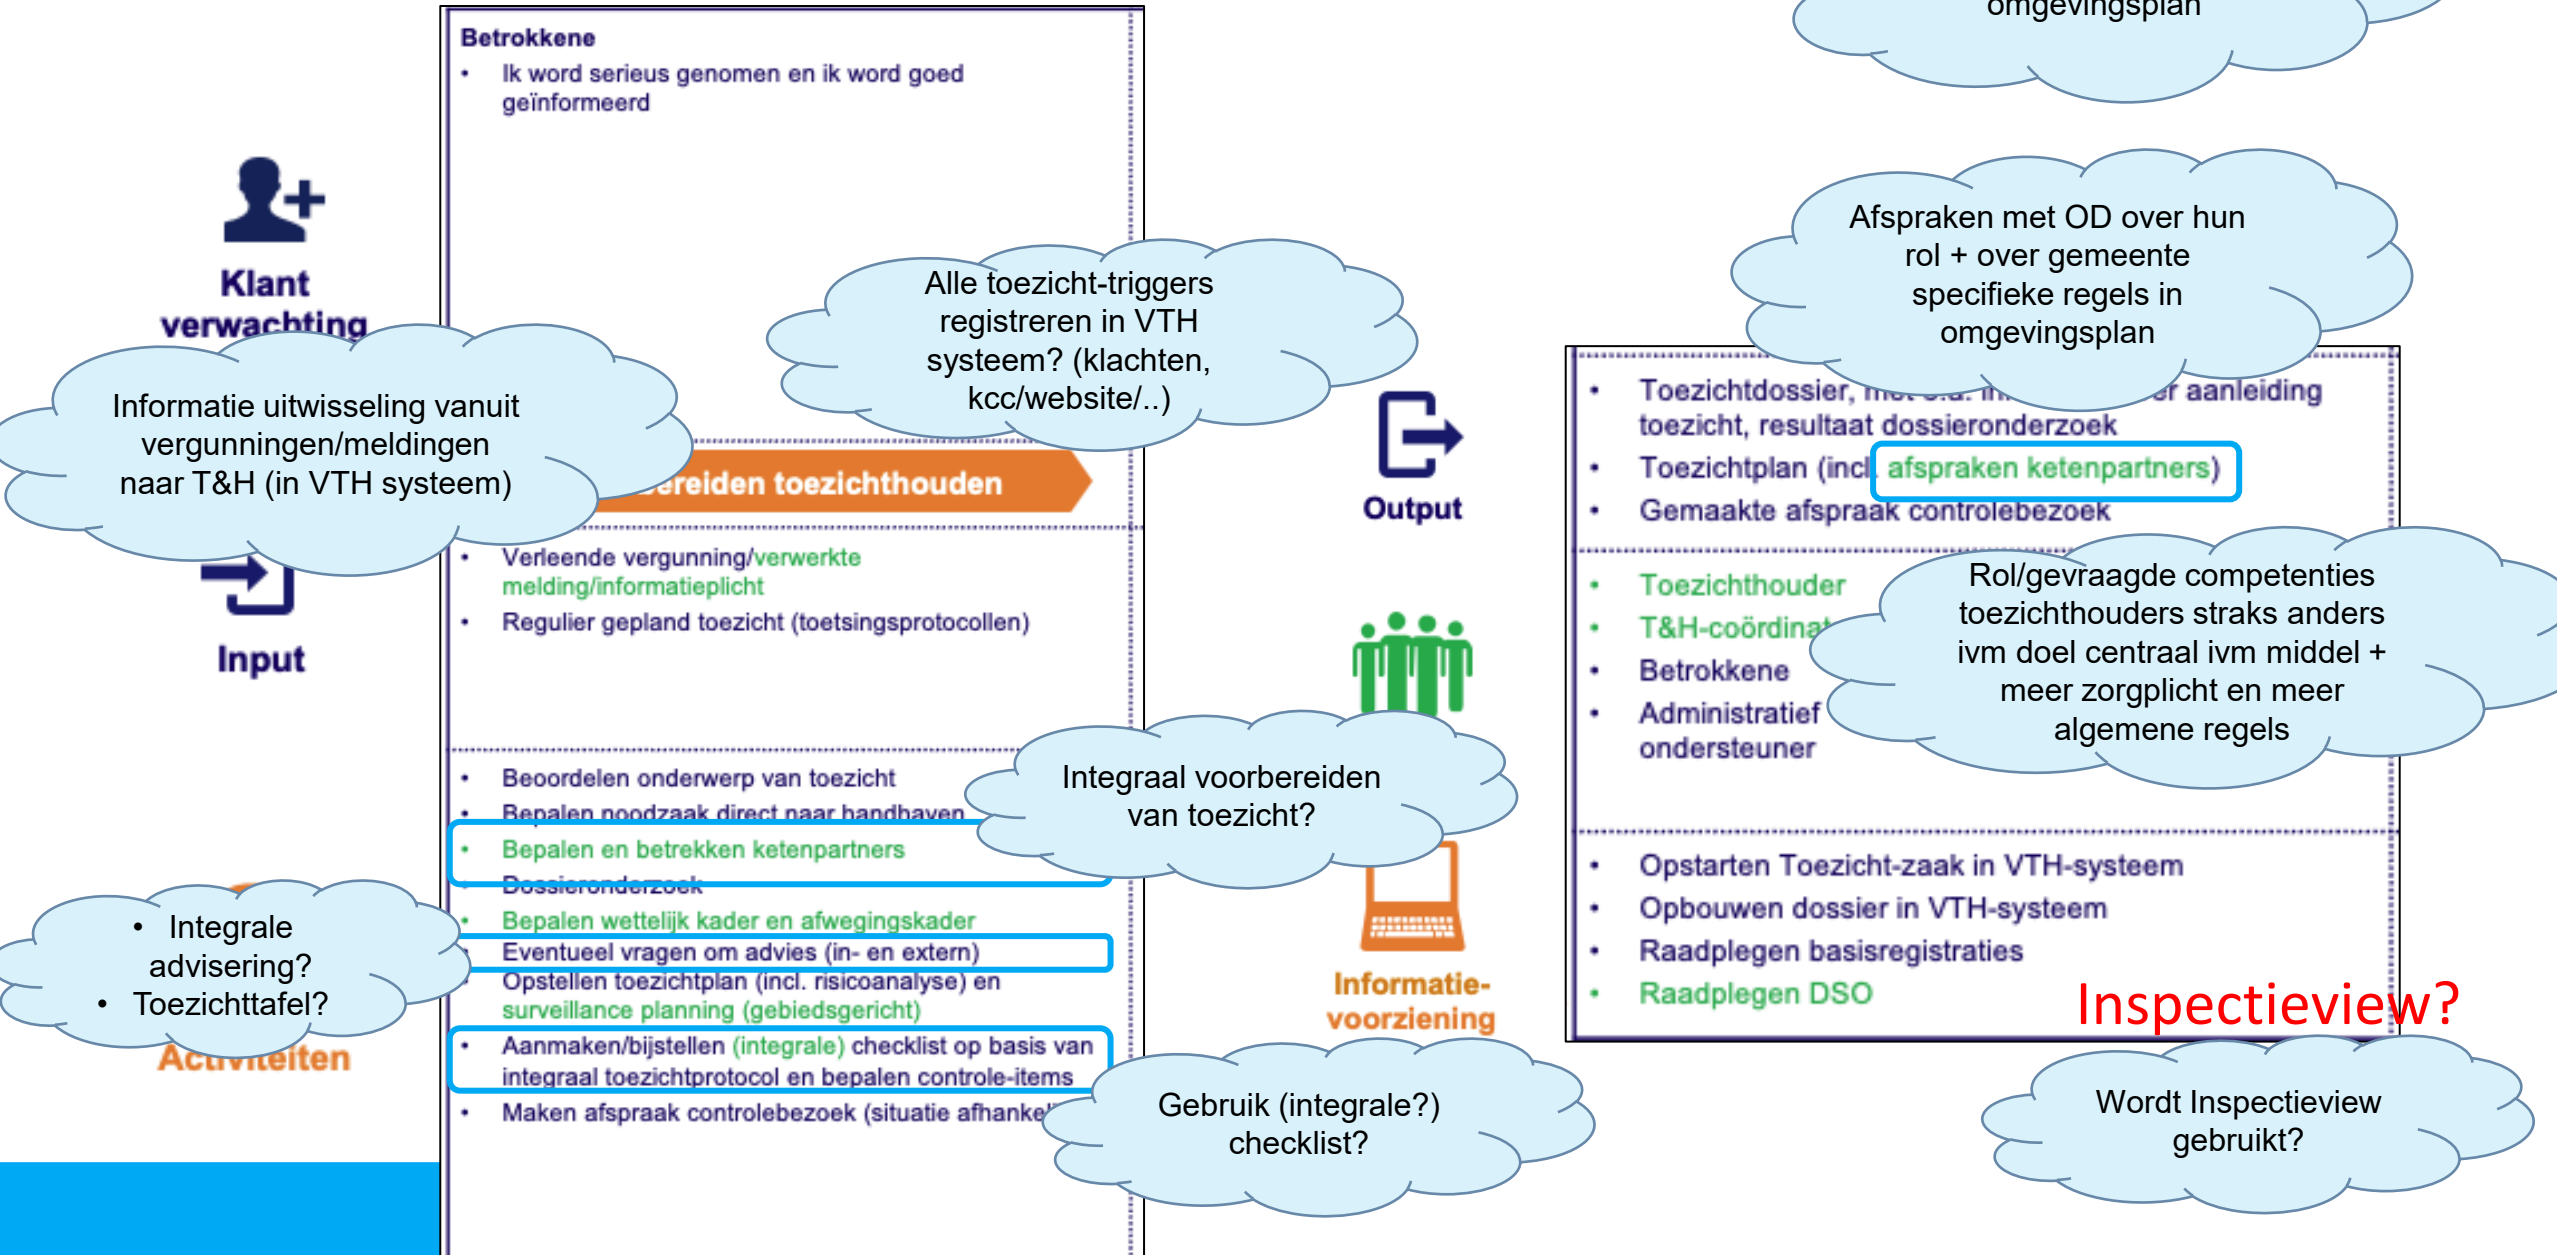 Betrokkene
• Ik word serieus genomen en ik word goed
geïnformeerd
Klant
verwachting
Informatie uitwisseling vanuit
vergunningen/meldingen
naar T&H (in VTH systeem)
Alle toezicht-triggers
registreren in VTH
systeem? (klachten,
kcc/website/..)
toezichthouden
Input
• Verleende vergunning/verwerkte
melding/informatieplicht
• Regulier gepland toezicht (toetsingsprotocollen)
• Beoordelen onderwerp van toezicht
• Bepalen noodzaak direct naar handhaven
• Bepalen en betrekken ketenpartners
• Dossieronderzoek
• Bepalen wettelijk kader en afwegingskader
• Eventueel vragen om advies (in- en extern)
• Opstellen toezichtplan (incl. risicoanalyse) en
surveillance planning (gebiedsgericht)
• Aanmaken/bijstellen (integrale) checklist op basis van
integraal toezichtprotocol en bepalen controle-items
• Maken afspraak controlebezoek (situatie
Integraal voorbereiden
van toezicht?
• Integrale
advisering?
• Toezichttafel?
Activiteiten
Gebruik (integrale?)
checklist?
omgevingsplan
Afspraken met OD over hun
rol + over gemeente
specifieke regels in
omgevingsplan
Output
• Toezichtdossier, aanleiding
toezicht, resultaat dossieronderzoek
• Toezichtplan (incl. afspraken ketenpartners)
• Gemaakte afspraak controlebezoek
• Toezichthouder
• T&H-coördinat
• Betrokkene
• Administratief
ondersteuner
Rol/gevraagde competenties
toezichthouders straks anders
ivm doel centraal ivm middel +
meer zorgplicht en meer
algemene regels
Informatie-
voorziening
• Opstarten Toezicht-zaak in VTH-systeem
• Opbouwen dossier in VTH-systeem
• Raadplegen basisregistraties
• Raadplegen DSO
Inspectieview?
Wordt Inspectieview
gebruikt?